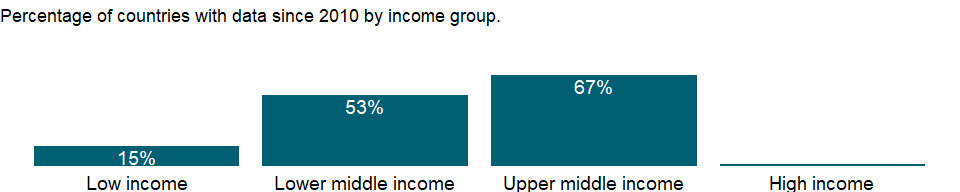 Percentage of countries with data since 2010 by income group.
67%
53%
15%
Low income Lower middle income Upper middle income High income